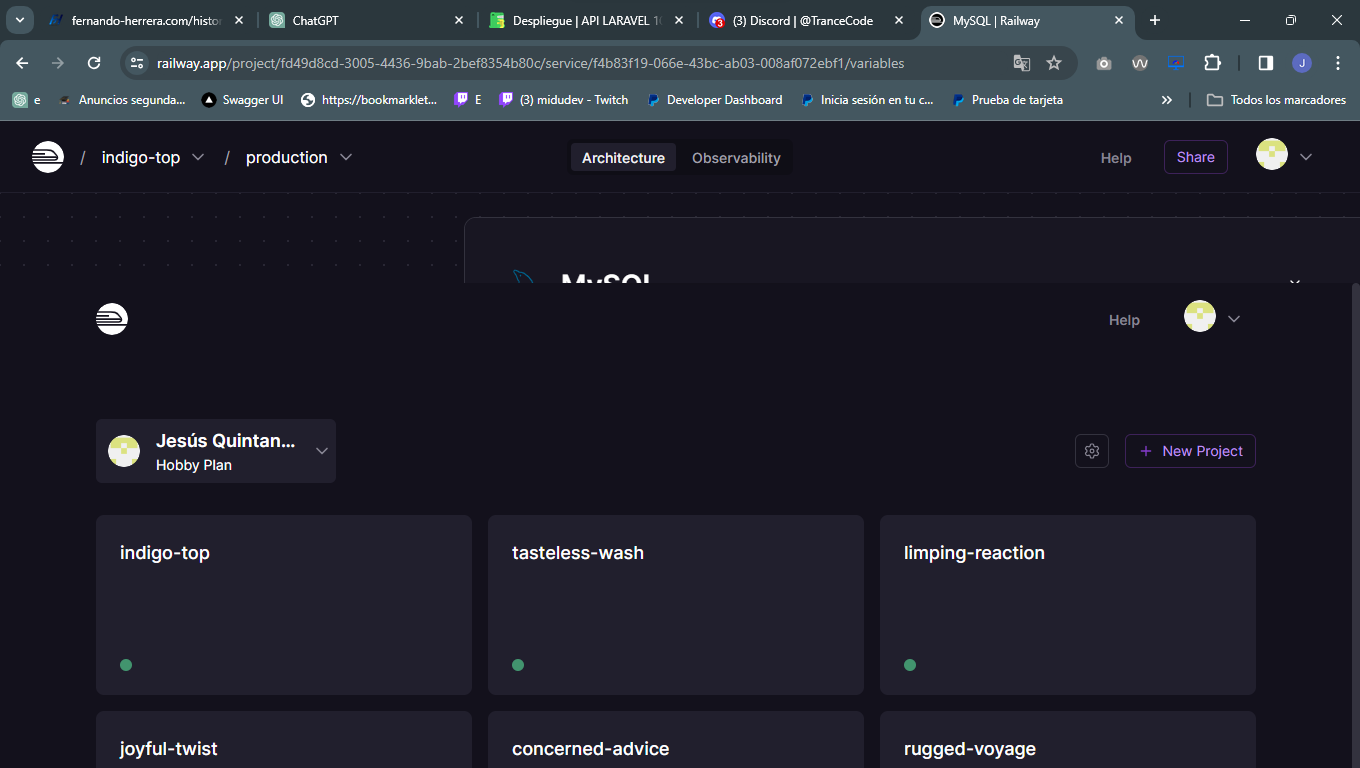 fernando-herrera.com/histor
ChatGPT
Despliegue | API LARAVEL 10
(3) Discord | @TranceCode
MySQL | Railway
railway.app/project/fd49d8cd-3005-4436-9bab-2bef8354b80c/service/f4b83f19-066e-43bc-ab03-008af072ebf1/variables
J
e
Anuncios segunda...
Swagger UI
https://bookmarklet...
E
(3) midudev - Twitch
Developer Dashboard
Inicia sesión en tu c...
Prueba de tarjeta
»
Todos los marcadores
/ indigo-top / production
Architecture
Observability
Help
Share
MySQL
Help
Jesús Quintan...
Hobby Plan
+ New Project
indigo-top
tasteless-wash
limping-reaction
joyful-twist
concerned-advice
rugged-voyage